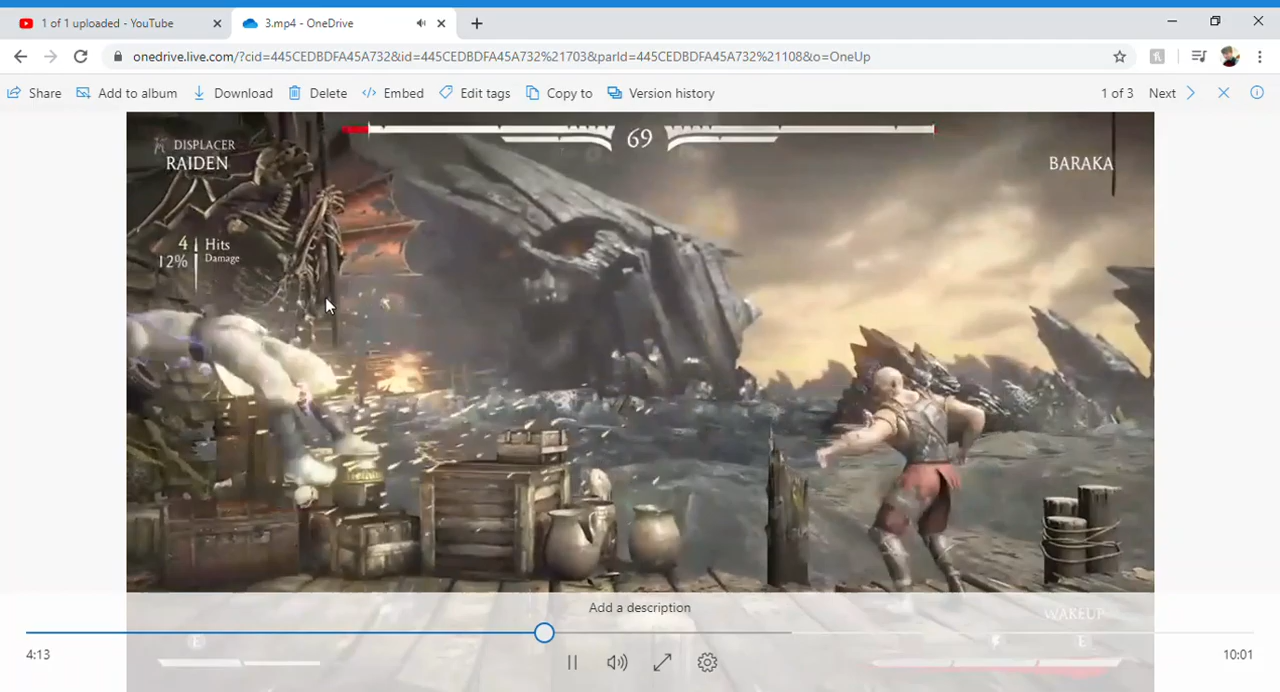 1 of 1 uploaded - YouTube
3.mp4 - OneDrive
onedrive.live.com/?cid=445CEDBDFA45A732&id=445CEDBDFA45A732%21703&parId=445CEDBDFA45A732%21108&o=OneUp
Share Add to album Download Delete Embed Edit tags Copy to Version history 1 of 3 Next
69
DISPLACER
RAIDEN
BARAKA
4 Hits
12% Damage
Add a description
WAKEUP
E
E
4:13
10:01